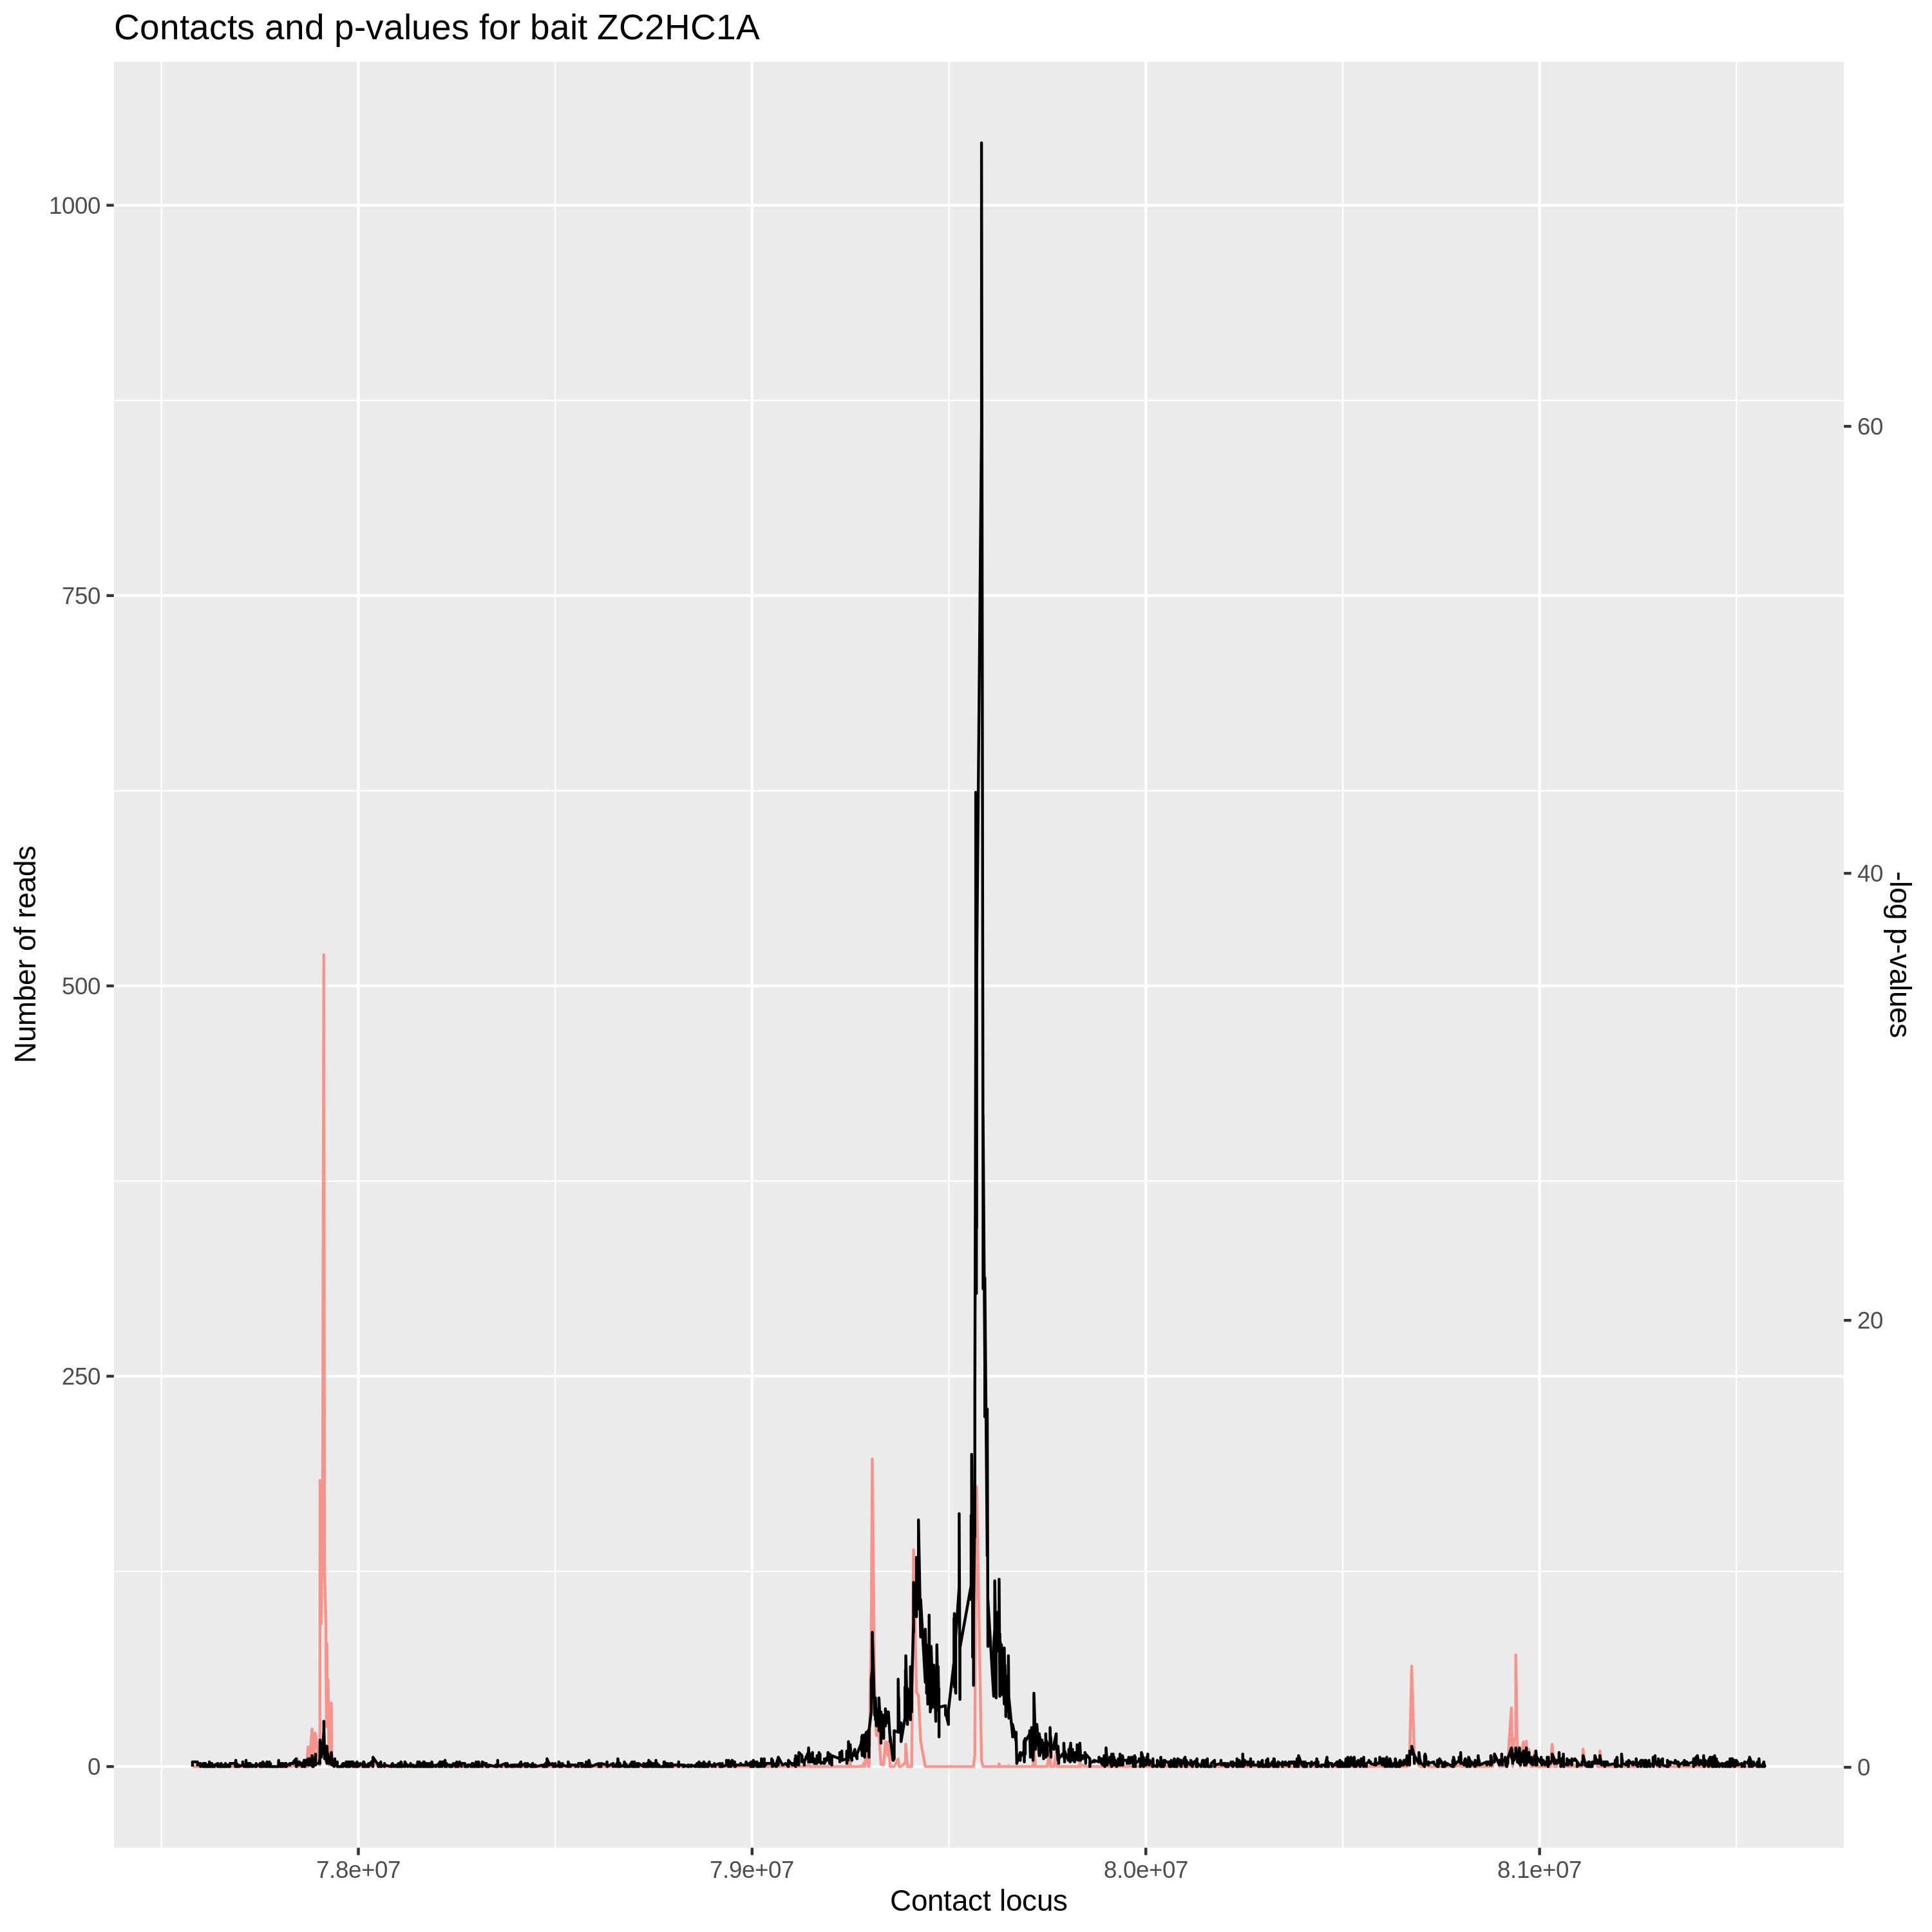 Contacts and p-values for bait ZC2HC1A
Number of reads
1000
750
500
250
0
60
40
20
0
-log p-values
7.8e+07 7.9e+07 8.0e+07 8.1e+07
Contact locus